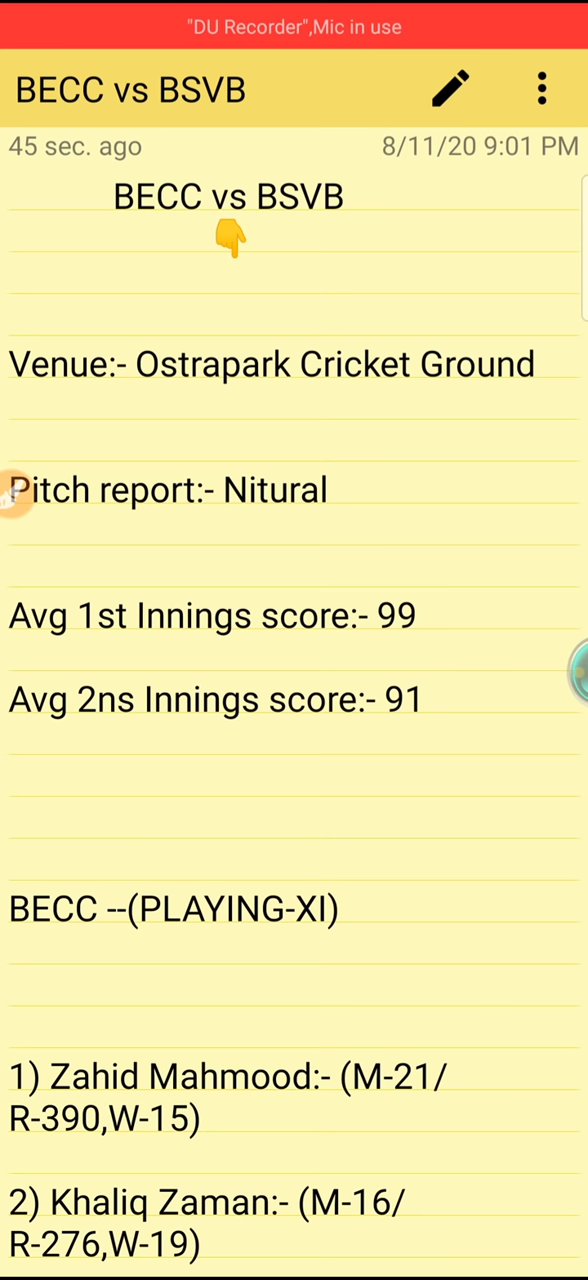 "DU Recorder",Mic in use
BECC vs BSVB
45 sec. ago 8/11/20 9:01 PM
BECC vs BSVB
👇
Venue:- Ostrapark Cricket Ground
Pitch report:- Nitural
Avg 1st Innings score:- 99
Avg 2ns Innings score:- 91
BECC --(PLAYING-XI)
1) Zahid Mahmood:- (M-21/
R-390,W-15)
2) Khaliq Zaman:- (M-16/
R-276,W-19)